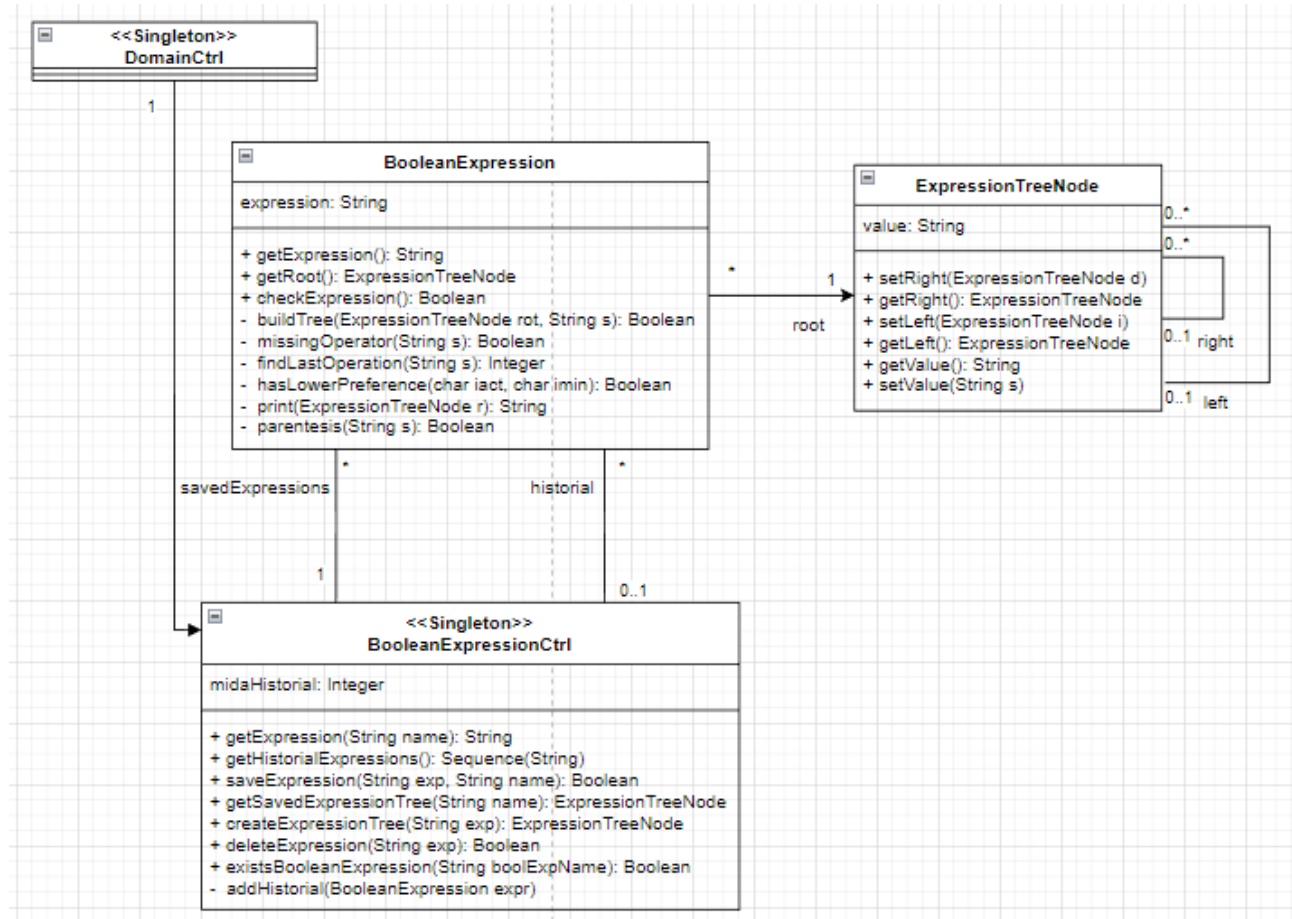 <<Singleton>>
DomainCtrl
1
BooleanExpression
expression: String
+ getExpression(): String
+ getRoot(): ExpressionTreeNode
+ checkExpression(): Boolean
- buildTree(ExpressionTreeNode rot, String s): Boolean
- missingOperator(String s): Boolean
- findLastOperation(String s): Integer
- hasLowerPreference(char iact, char imin): Boolean
- print(ExpressionTreeNode r): String
- parentesis(String s): Boolean
*
1
root
ExpressionTreeNode
value: String
+ setRight(ExpressionTreeNode d)
+ getRight(): ExpressionTreeNode
+ setLeft(ExpressionTreeNode i)
+ getLeft(): ExpressionTreeNode
+ getValue(): String
+ setValue(String s)
0..*
0..*
0..1 right
0..1 left
*
savedExpressions
1
*
historial
0..1
<<Singleton>>
BooleanExpressionCtrl
midaHistorial: Integer
+ getExpression(String name): String
+ getHistorialExpressions(): Sequence(String)
+ saveExpression(String exp, String name): Boolean
+ getSavedExpressionTree(String name): ExpressionTreeNode
+ createExpressionTree(String exp): ExpressionTreeNode
+ deleteExpression(String exp): Boolean
+ existsBooleanExpression(String boolExpName): Boolean
- addHistorial(BooleanExpression expr)